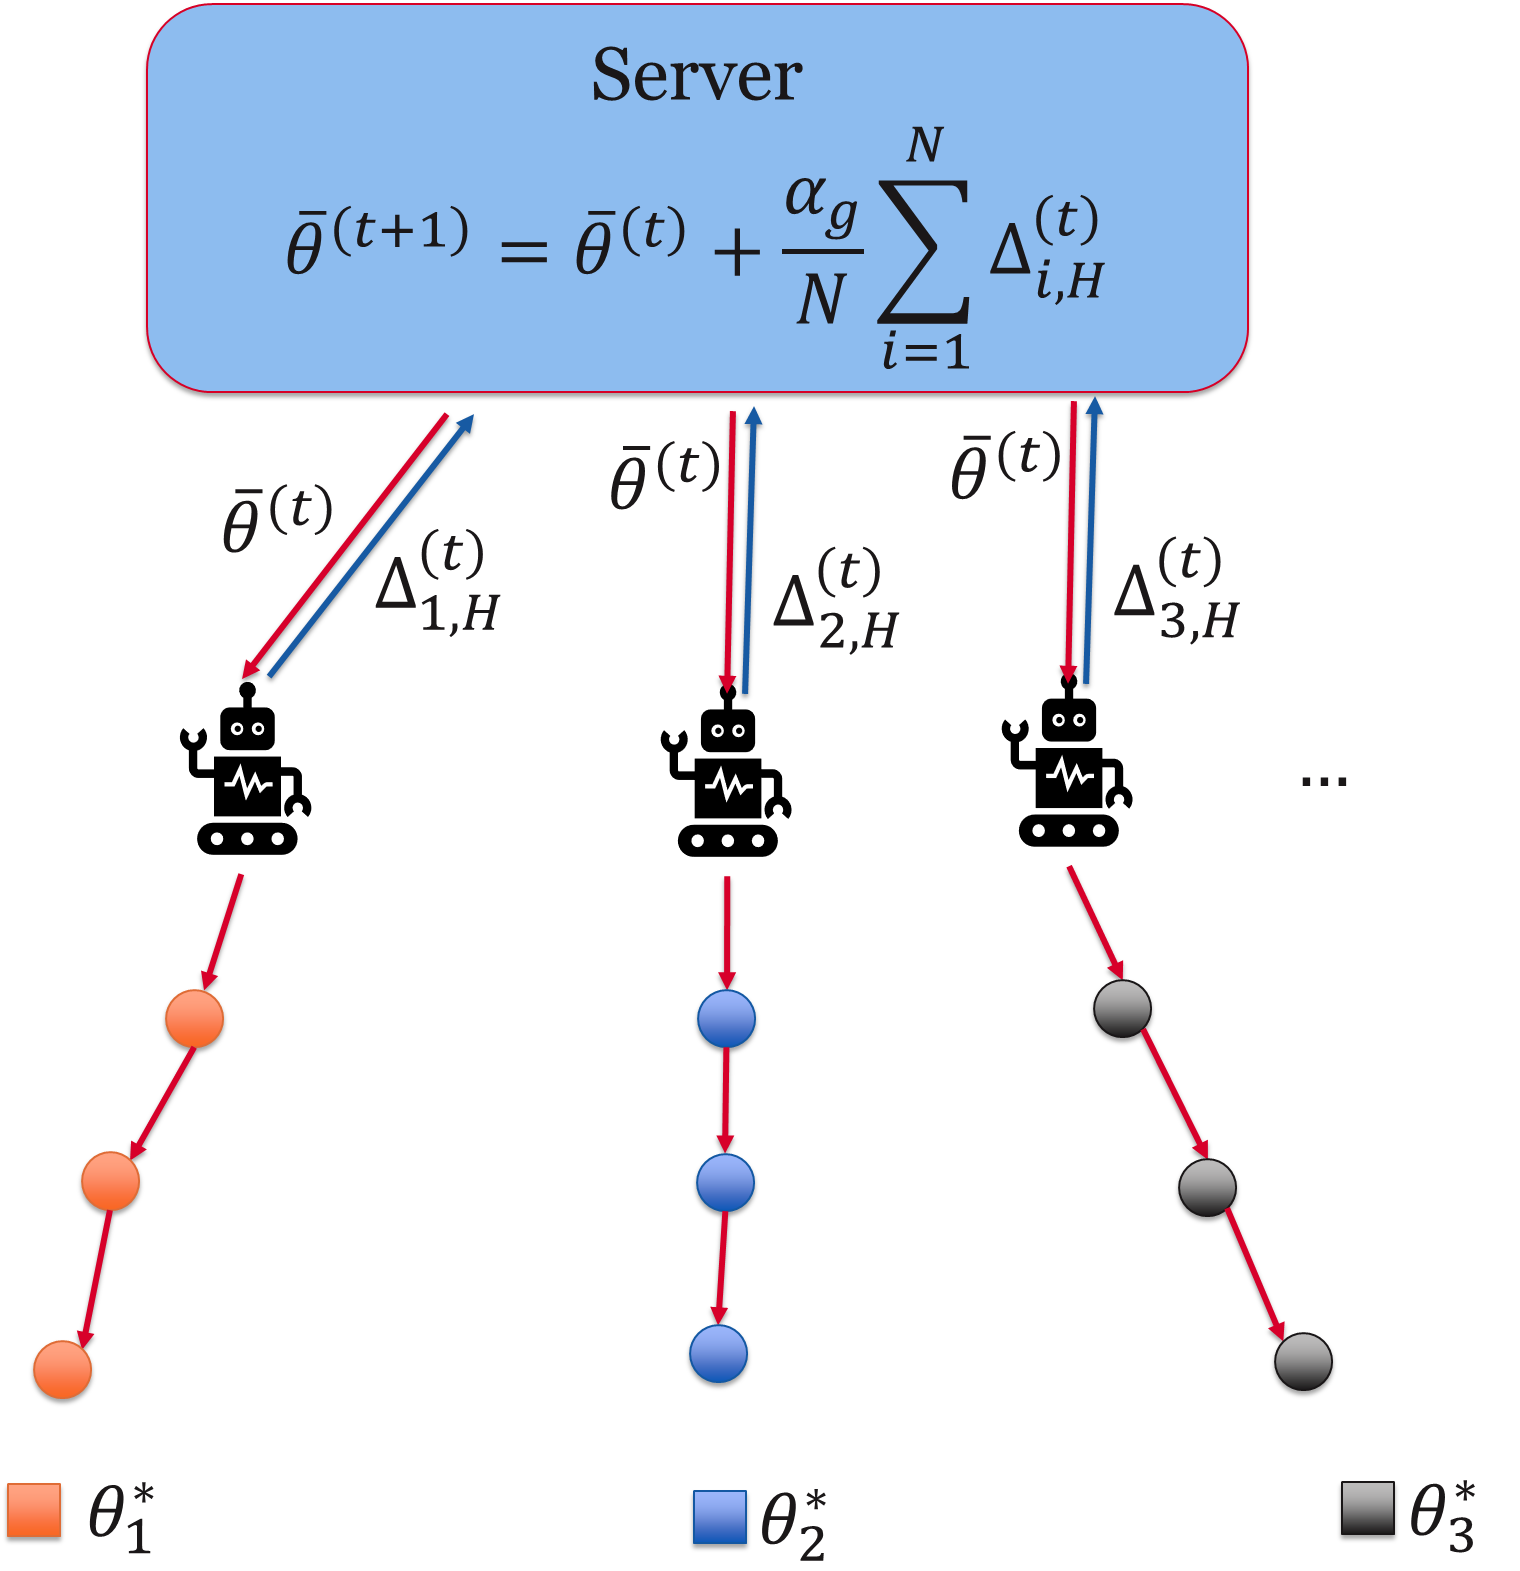 Server
θ̄^(t+1) = θ̄^(t) + α_g/N ∑_{i=1}^{N} Δ_{i,H}^(t)
θ̄^(t) θ̄^(t) θ̄^(t)
Δ_{1,H}^(t) Δ_{2,H}^(t) Δ_{3,H}^(t)
...
θ_1^* θ_2^* θ_3^*